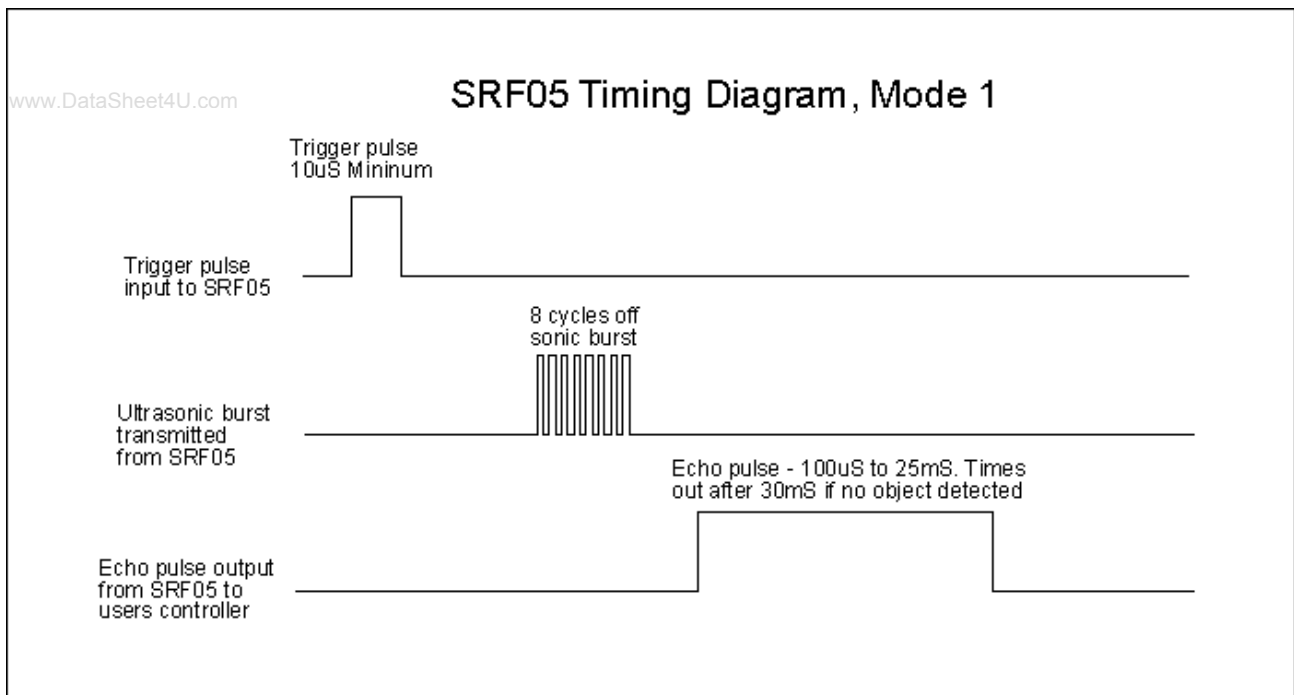 www.DataSheet4U.com
SRF05 Timing Diagram, Mode 1
Trigger pulse
10uS Mininum
Trigger pulse
input to SRF05
8 cycles off
sonic burst
Ultrasonic burst
transmitted
from SRF05
Echo pulse - 100uS to 25mS. Times
out after 30mS if no object detected
Echo pulse output
from SRF05 to
users controller